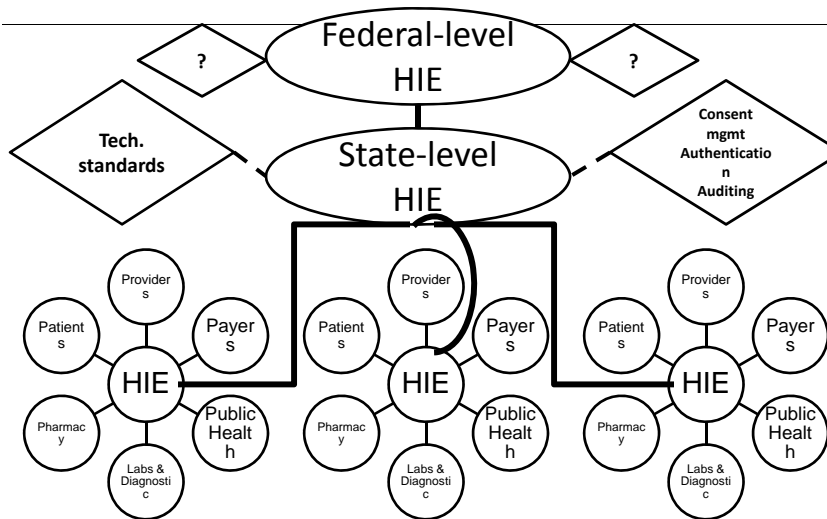 Federal-level
HIE
?
?
Tech.
standards
State-level
HIE
Consent
mgmt
Authenticatio
n
Auditing
Provider
s
Patient
s
Payer
s
HIE
Pharmac
y
Public
Healt
h
Labs &
Diagnosti
c
Provider
s
Patient
s
Payer
s
HIE
Pharmac
y
Public
Healt
h
Labs &
Diagnosti
c
Provider
s
Patient
s
Payer
s
HIE
Pharmac
y
Public
Healt
h
Labs &
Diagnosti
c